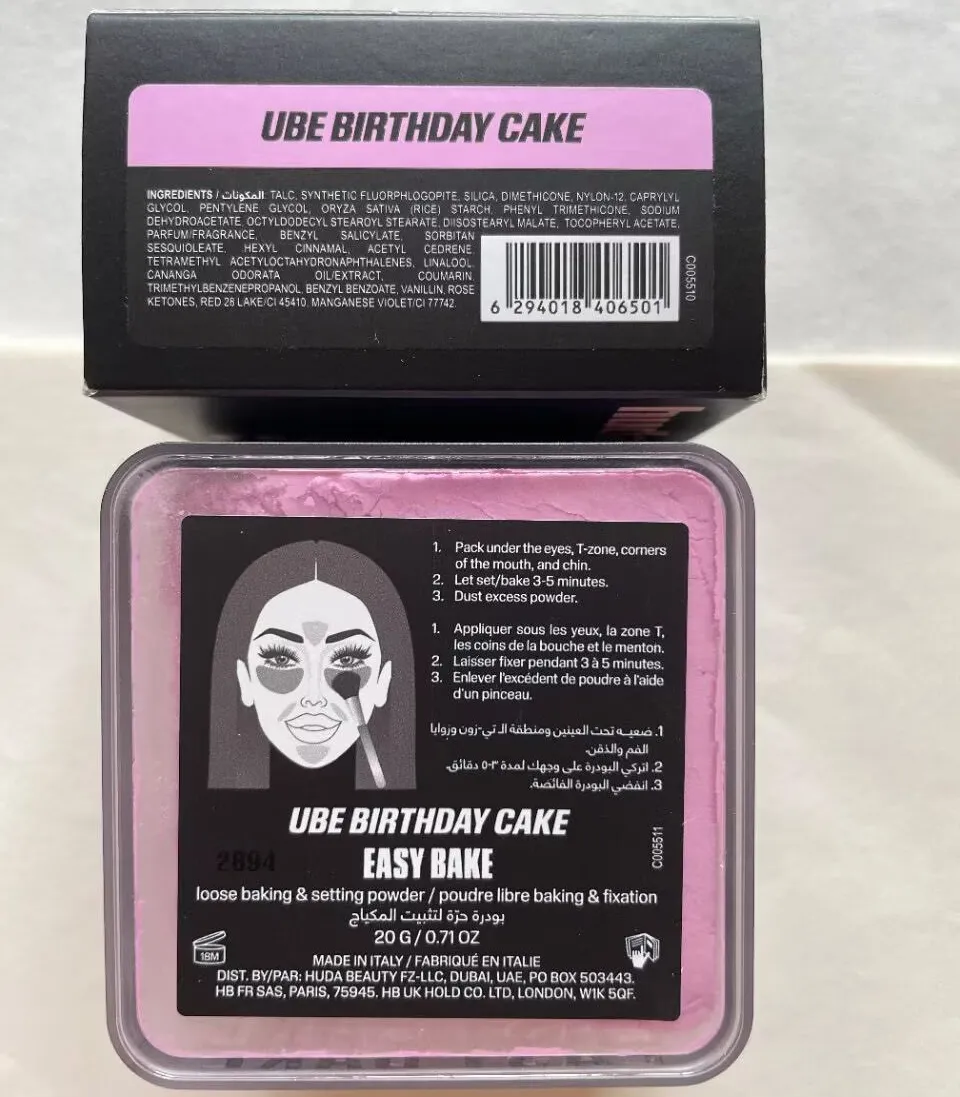 UBE BIRTHDAY CAKE
INGREDIENTS / المكونات: TALC, SYNTHETIC FLUORPHLOGOPITE, SILICA, DIMETHICONE, NYLON-12, CAPRYLYL
GLYCOL, PENTYLENE GLYCOL, ORYZA SATIVA (RICE) STARCH, PHENYL TRIMETHICONE, SODIUM
DEHYDROACETATE, OCTYLDODECYL STEAROYL STEARATE, DIISOSTEARYL MALATE, TOCOPHERYL ACETATE,
PARFUM/FRAGRANCE, BENZYL SALICYLATE, SORBITAN
SESQUIOLEATE, HEXYL CINNAMAL, ACETYL CEDRENE,
TETRAMETHYL ACETYLOCTAHYDRONAPHTHALENES, LINALOOL,
CANANGA ODORATA OIL/EXTRACT, COUMARIN,
TRIMETHYLBENZENEPROPANOL, BENZYL BENZOATE, VANILLIN, ROSE
KETONES, RED 28 LAKE/CI 45410, MANGANESE VIOLET/CI 77742.
6 294018 406501
C005510
1. Pack under the eyes, T-zone, corners
of the mouth, and chin.
2. Let set/bake 3-5 minutes.
3. Dust excess powder.
1. Appliquer sous les yeux, la zone T,
les coins de la bouche et le menton.
2. Laisser fixer pendant 3 à 5 minutes.
3. Enlever l'excédent de poudre à l'aide
d'un pinceau.
1. ضعيه تحت العينين ومنطقة الـ تي-زون وزوايا
الفم والذقن.
2. اتركي البودرة على وجهك لمدة ٣-٥ دقائق.
3. انفضي البودرة الفائضة.
UBE BIRTHDAY CAKE
2694
EASY BAKE
C005511
loose baking & setting powder / poudre libre baking & fixation
بودرة حرّة لتثبيت المكياج
20 G / 0.71 OZ
18M
MADE IN ITALY / FABRIQUÉ EN ITALIE
DIST. BY/PAR: HUDA BEAUTY FZ-LLC, DUBAI, UAE, PO BOX 503443.
HB FR SAS, PARIS, 75945. HB UK HOLD CO. LTD, LONDON, W1K 5QF.